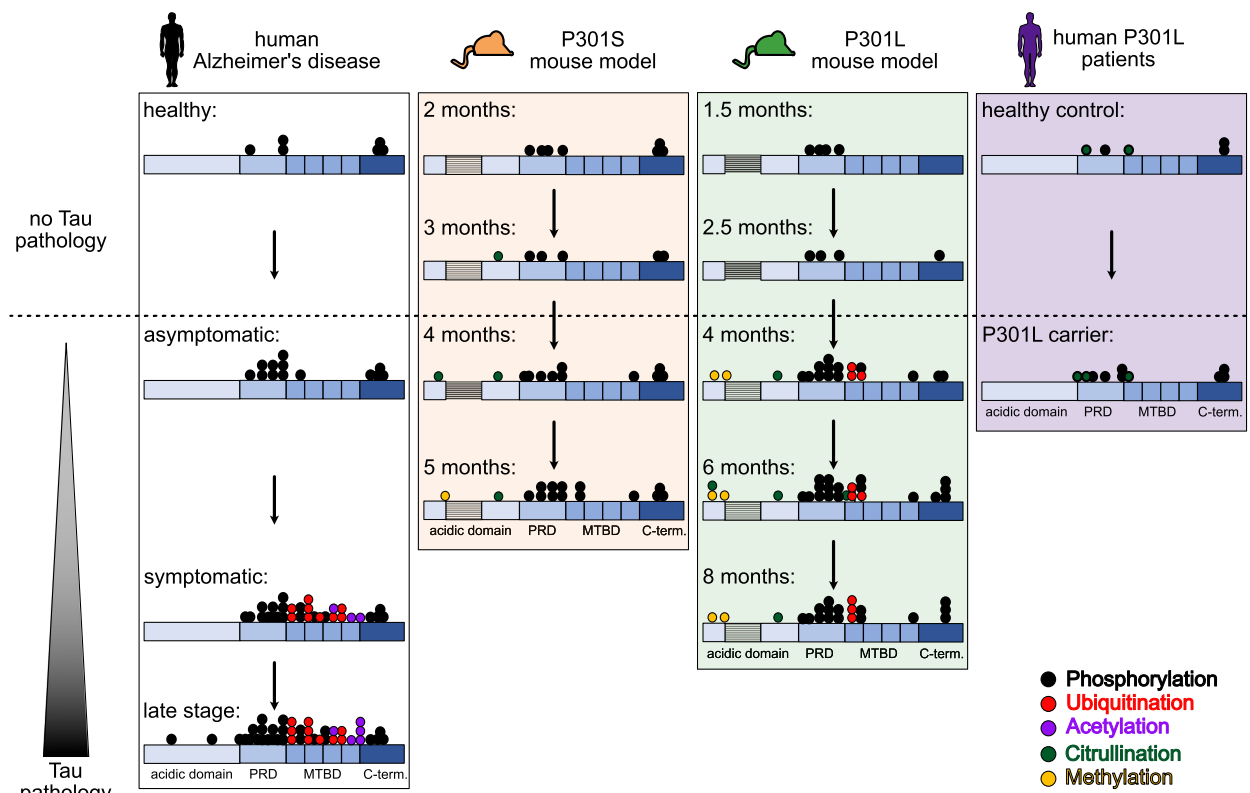 human
Alzheimer's disease
P301S
mouse model
P301L
mouse model
human P301L
patients
no Tau
pathology
Tau
pathology
healthy:
asymptomatic:
symptomatic:
late stage:
acidic domain PRD MTBD C-term.
2 months:
3 months:
4 months:
5 months:
acidic domain PRD MTBD C-term.
1.5 months:
2.5 months:
4 months:
6 months:
8 months:
acidic domain PRD MTBD C-term.
healthy control:
P301L carrier:
acidic domain PRD MTBD C-term.
Phosphorylation
Ubiquitination
Acetylation
Citrullination
Methylation